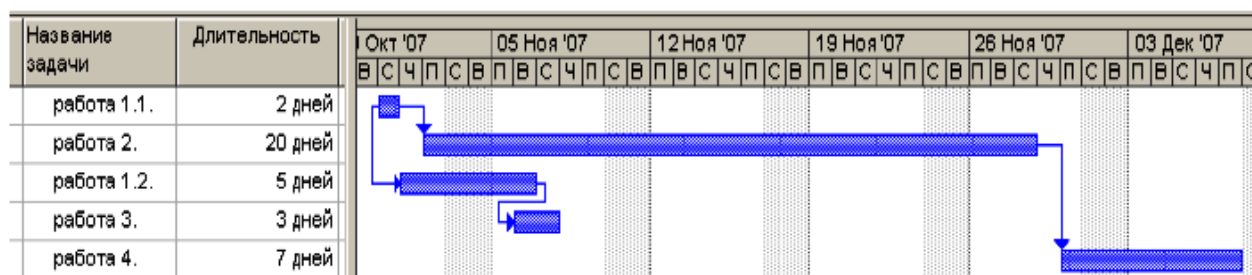 Название задачи Длительность
Окт '07 05 Ноя '07 12 Ноя '07 19 Ноя '07 26 Ноя '07 03 Дек '07
В С Ч П С В П В С Ч П С В П В С Ч П С В П В С Ч П С В П В С Ч П С В П В С Ч П С
работа 1.1. 2 дней
работа 2. 20 дней
работа 1.2. 5 дней
работа 3. 3 дней
работа 4. 7 дней